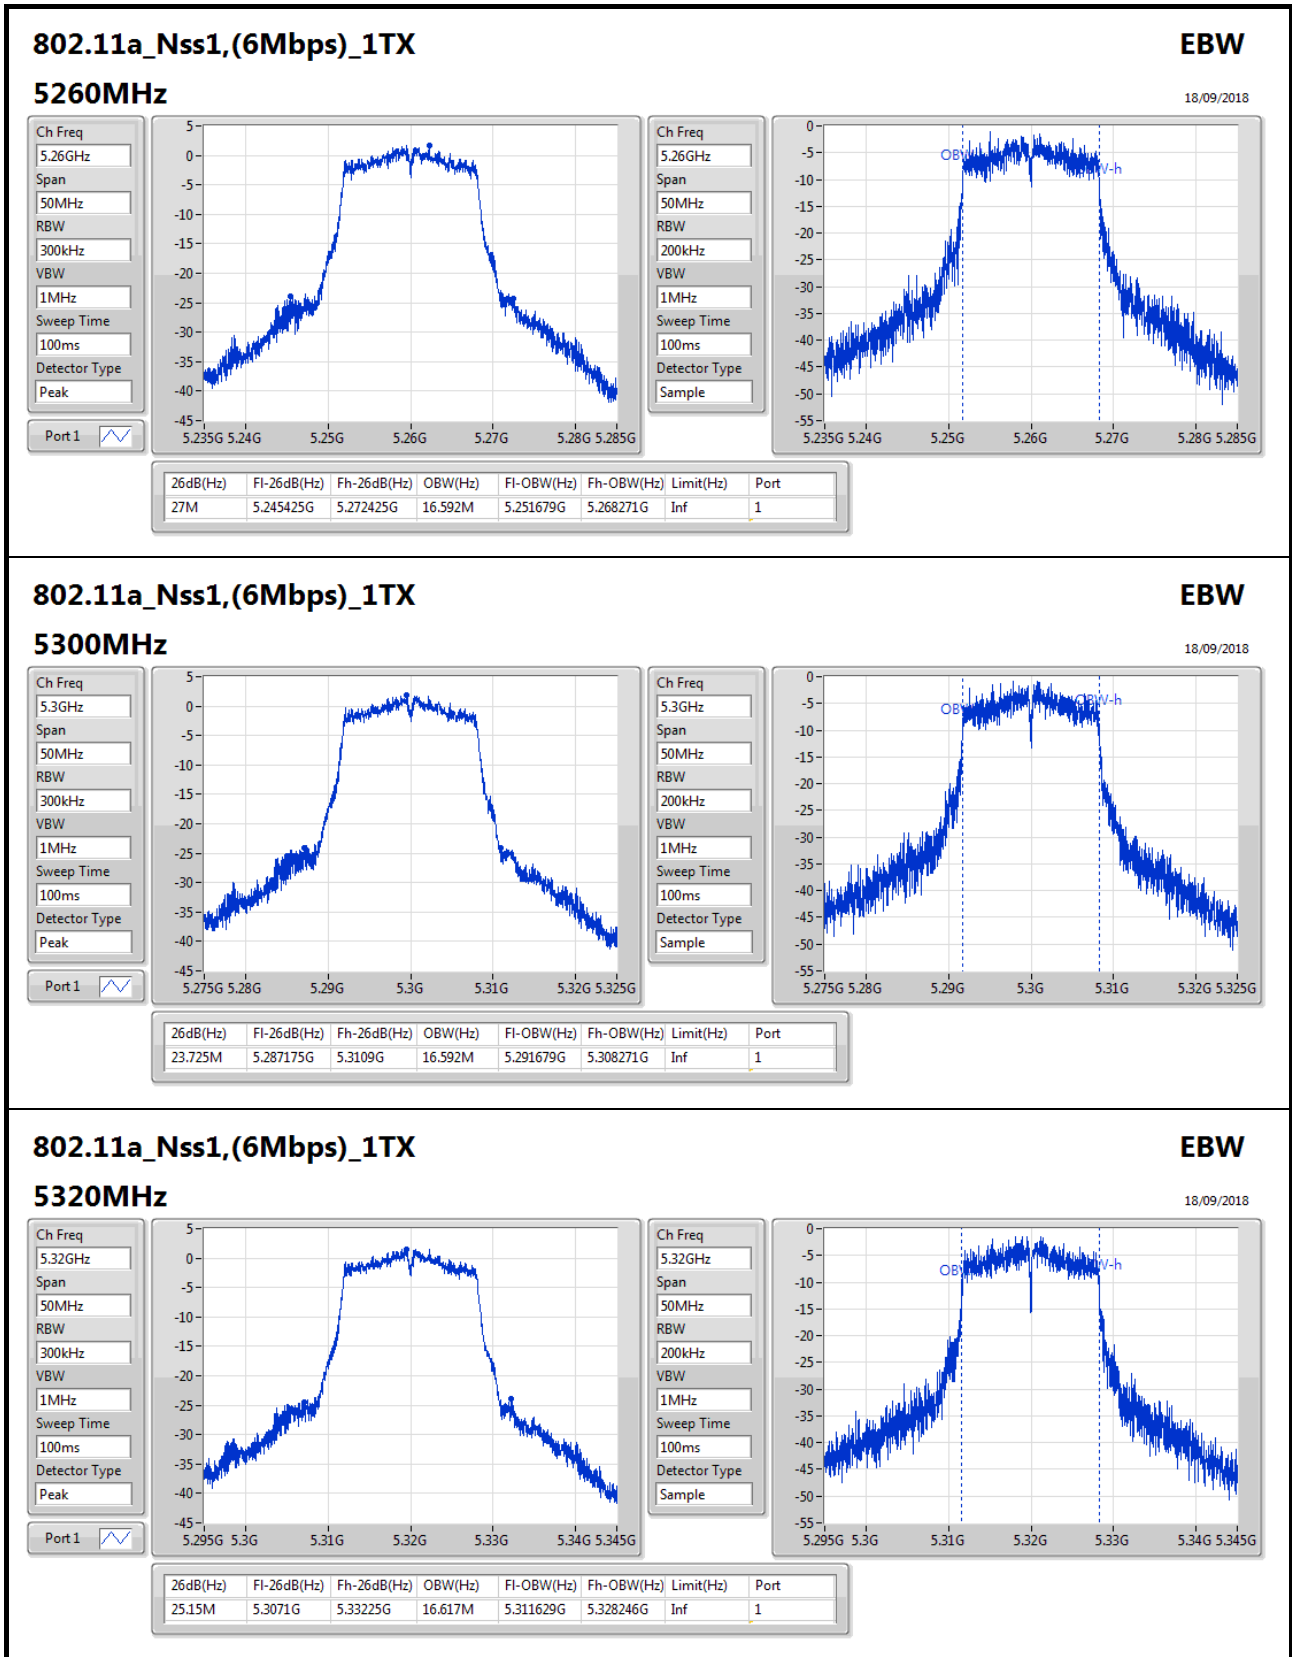 802.11a_Nss1,(6Mbps)_1TX EBW
5260MHz 18/09/2018
Ch Freq
5.26GHz
Span
50MHz
RBW
300kHz
VBW
1MHz
Sweep Time
100ms
Detector Type
Peak
Port 1
5
0
-5
-10
-15
-20
-25
-30
-35
-40
-45
5.235G 5.24G 5.25G 5.26G 5.27G 5.28G 5.285G
Ch Freq
5.26GHz
Span
50MHz
RBW
200kHz
VBW
1MHz
Sweep Time
100ms
Detector Type
Sample
0
-5
-10
-15
-20
-25
-30
-35
-40
-45
-50
-55
5.235G 5.24G 5.25G 5.26G 5.27G 5.28G 5.285G
26dB(Hz) Fl-26dB(Hz) Fh-26dB(Hz) OBW(Hz) Fl-OBW(Hz) Fh-OBW(Hz) Limit(Hz) Port
27M 5.245425G 5.272425G 16.592M 5.251679G 5.268271G Inf 1
802.11a_Nss1,(6Mbps)_1TX EBW
5300MHz 18/09/2018
Ch Freq
5.3GHz
Span
50MHz
RBW
300kHz
VBW
1MHz
Sweep Time
100ms
Detector Type
Peak
Port 1
5
0
-5
-10
-15
-20
-25
-30
-35
-40
-45
5.275G 5.28G 5.29G 5.3G 5.31G 5.32G 5.325G
Ch Freq
5.3GHz
Span
50MHz
RBW
200kHz
VBW
1MHz
Sweep Time
100ms
Detector Type
Sample
0
-5
-10
-15
-20
-25
-30
-35
-40
-45
-50
-55
5.275G 5.28G 5.29G 5.3G 5.31G 5.32G 5.325G
26dB(Hz) Fl-26dB(Hz) Fh-26dB(Hz) OBW(Hz) Fl-OBW(Hz) Fh-OBW(Hz) Limit(Hz) Port
23.725M 5.287175G 5.3109G 16.592M 5.291679G 5.308271G Inf 1
802.11a_Nss1,(6Mbps)_1TX EBW
5320MHz 18/09/2018
Ch Freq
5.32GHz
Span
50MHz
RBW
300kHz
VBW
1MHz
Sweep Time
100ms
Detector Type
Peak
Port 1
5
0
-5
-10
-15
-20
-25
-30
-35
-40
-45
5.295G 5.3G 5.31G 5.32G 5.33G 5.34G 5.345G
Ch Freq
5.32GHz
Span
50MHz
RBW
200kHz
VBW
1MHz
Sweep Time
100ms
Detector Type
Sample
0
-5
-10
-15
-20
-25
-30
-35
-40
-45
-50
-55
5.295G 5.3G 5.31G 5.32G 5.33G 5.34G 5.345G
26dB(Hz) Fl-26dB(Hz) Fh-26dB(Hz) OBW(Hz) Fl-OBW(Hz) Fh-OBW(Hz) Limit(Hz) Port
25.15M 5.3071G 5.33225G 16.617M 5.311629G 5.328246G Inf 1